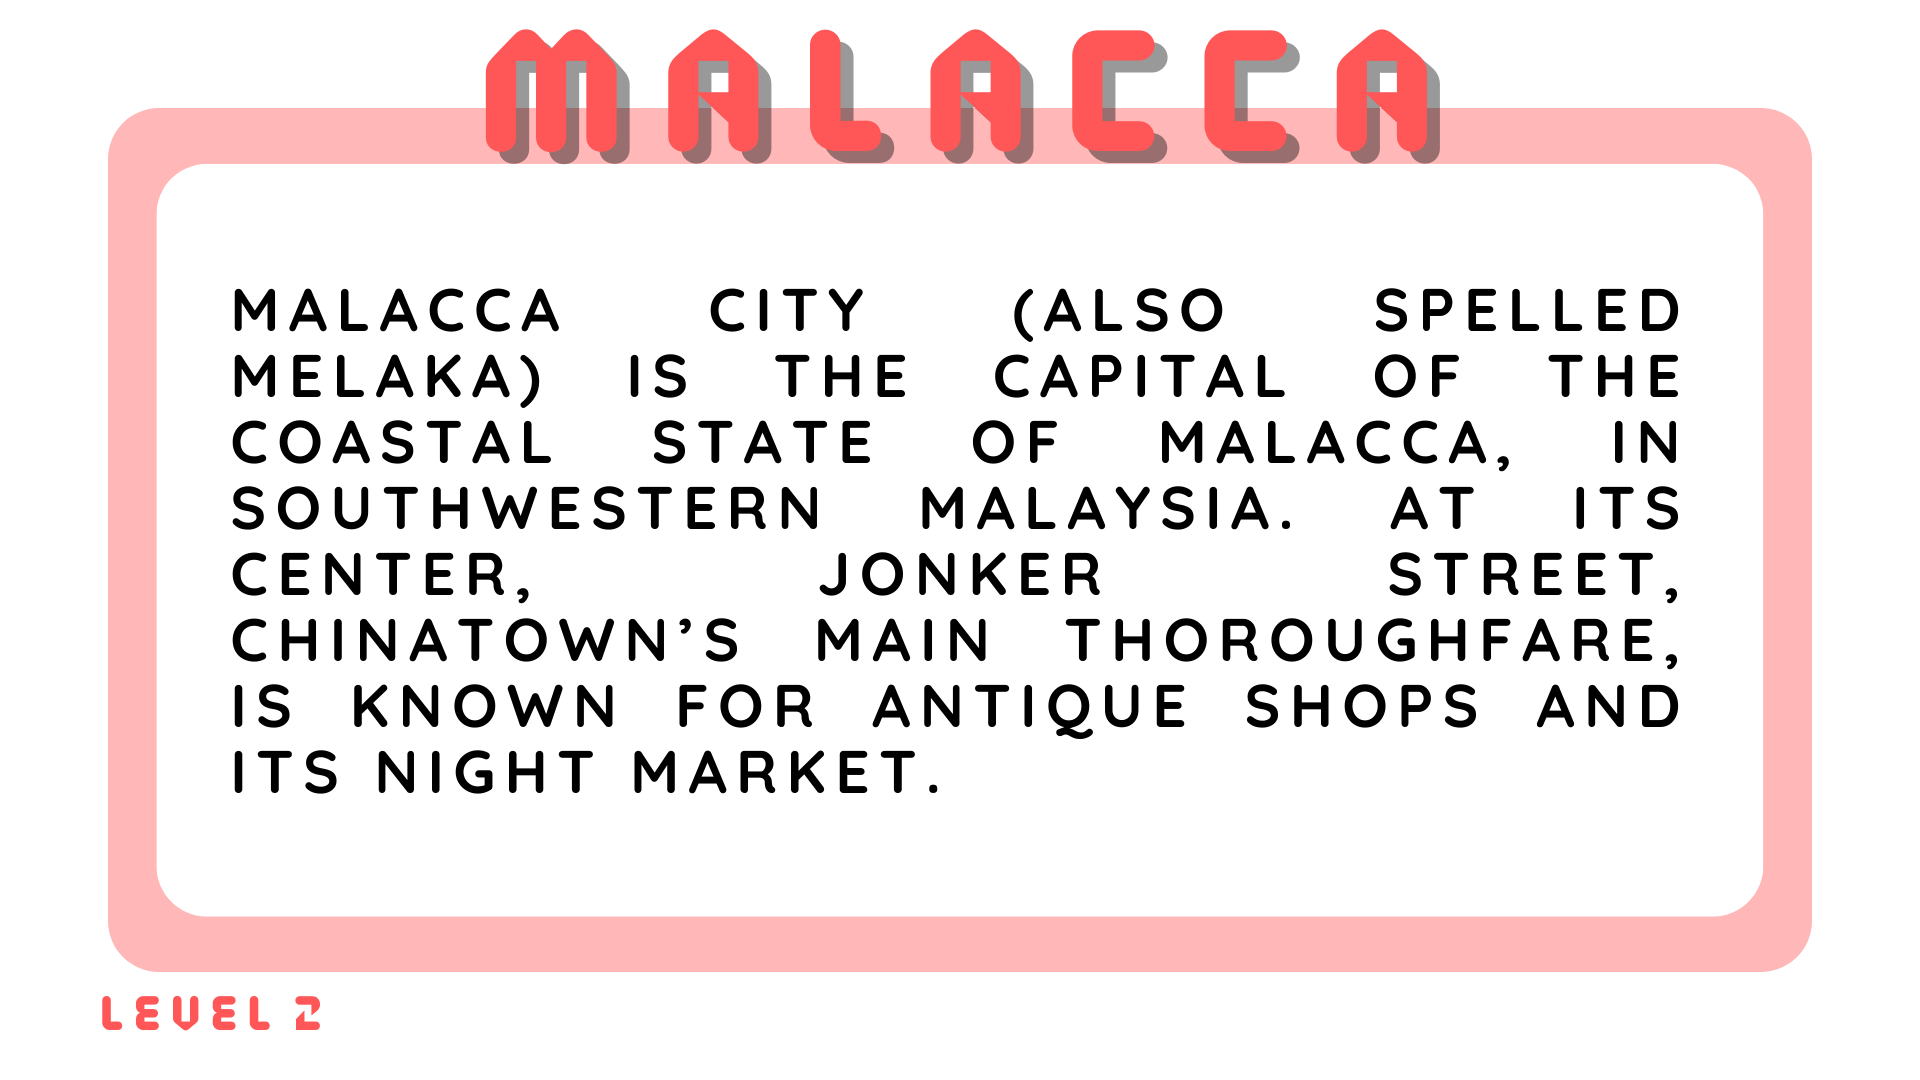 MALACCA
MALACCA CITY (ALSO SPELLED
MELAKA) IS THE CAPITAL OF THE
COASTAL STATE OF MALACCA, IN
SOUTHWESTERN MALAYSIA. AT ITS
CENTER, JONKER STREET,
CHINATOWN’S MAIN THOROUGHFARE,
IS KNOWN FOR ANTIQUE SHOPS AND
ITS NIGHT MARKET.
LEVEL 2